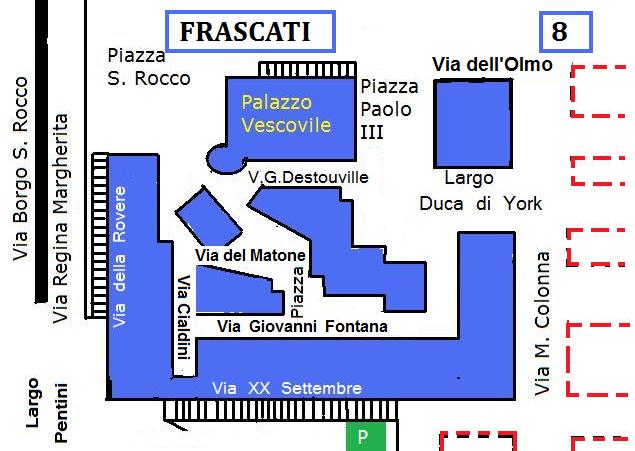 FRASCATI
8
Piazza
S. Rocco
Via dell'Olmo
Palazzo
Vescovile
Piazza
Paolo
III
Via Borgo S. Rocco
Via Regina Margherita
V.G.Destouville
Largo
Duca di York
Via della Rovere
Via del Matone
Piazza
Via Cialdini
Via Giovanni Fontana
Via M. Colonna
Via XX Settembre
Largo
Pentini
P